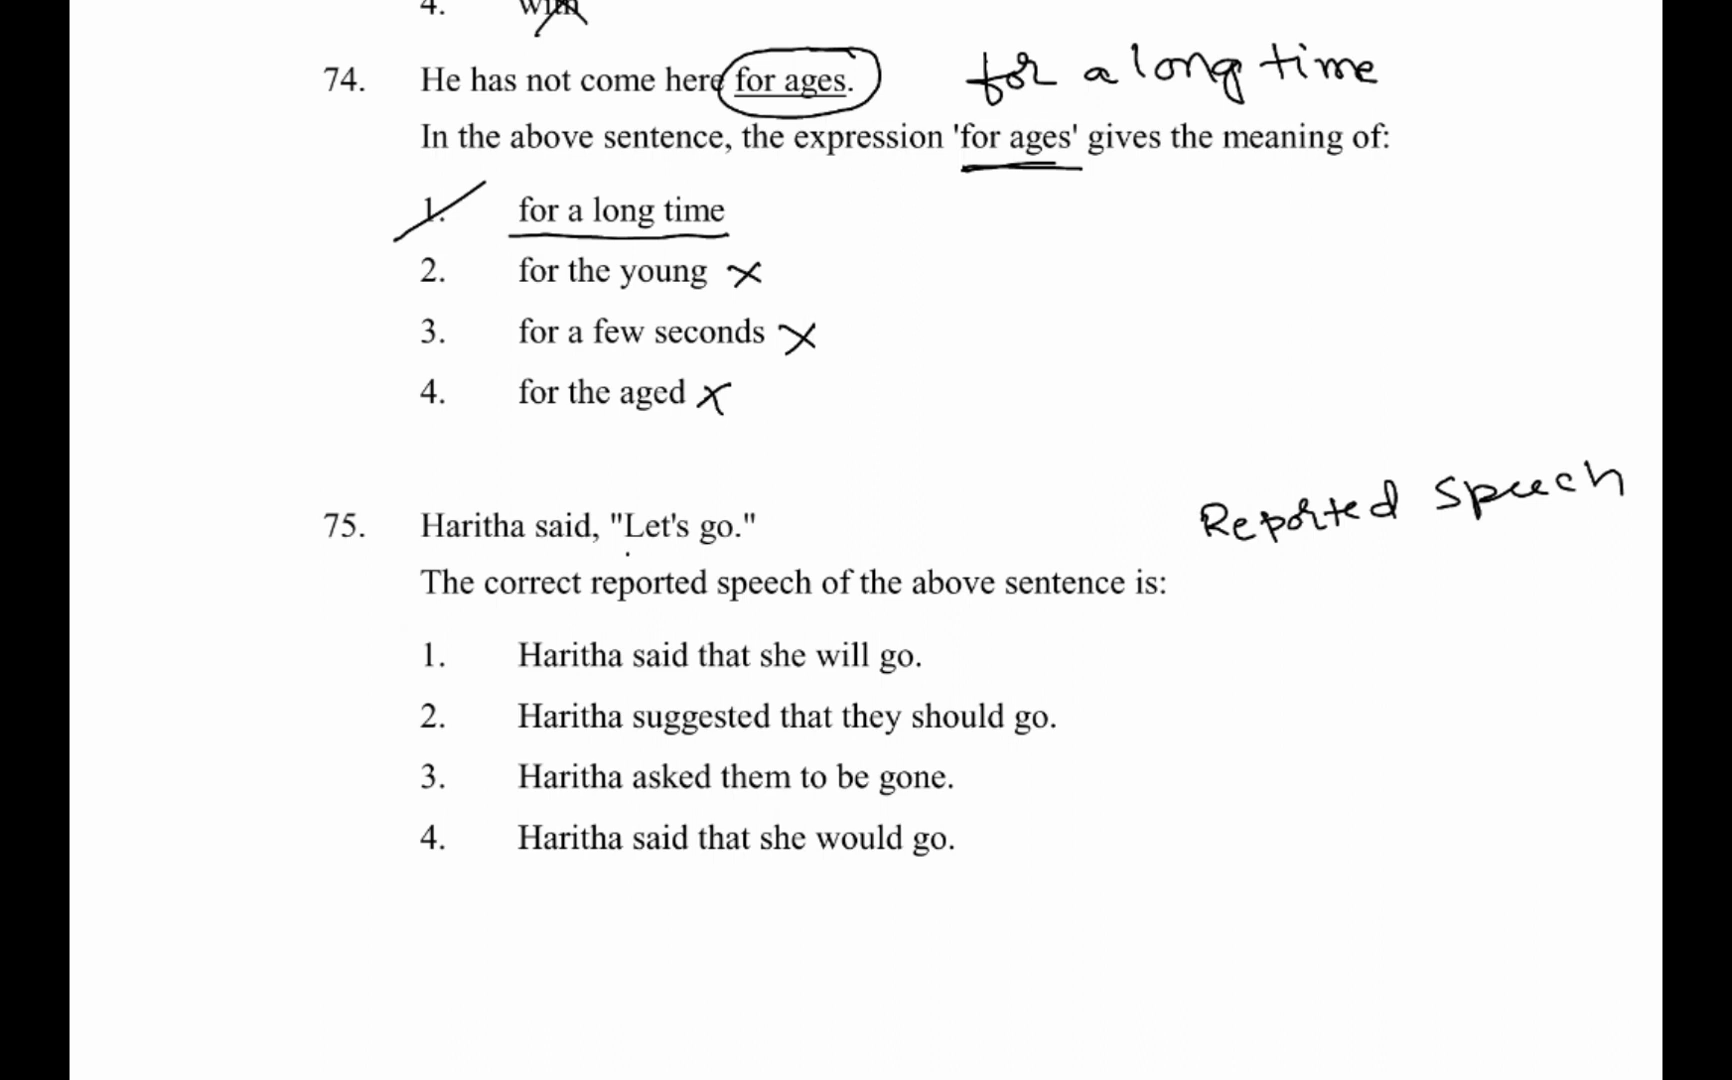 4. with
74. He has not come here for ages. for a long time
In the above sentence, the expression 'for ages' gives the meaning of:
1. for a long time
2. for the young
3. for a few seconds
4. for the aged
Reported Speech
75. Haritha said, "Let's go."
The correct reported speech of the above sentence is:
1. Haritha said that she will go.
2. Haritha suggested that they should go.
3. Haritha asked them to be gone.
4. Haritha said that she would go.